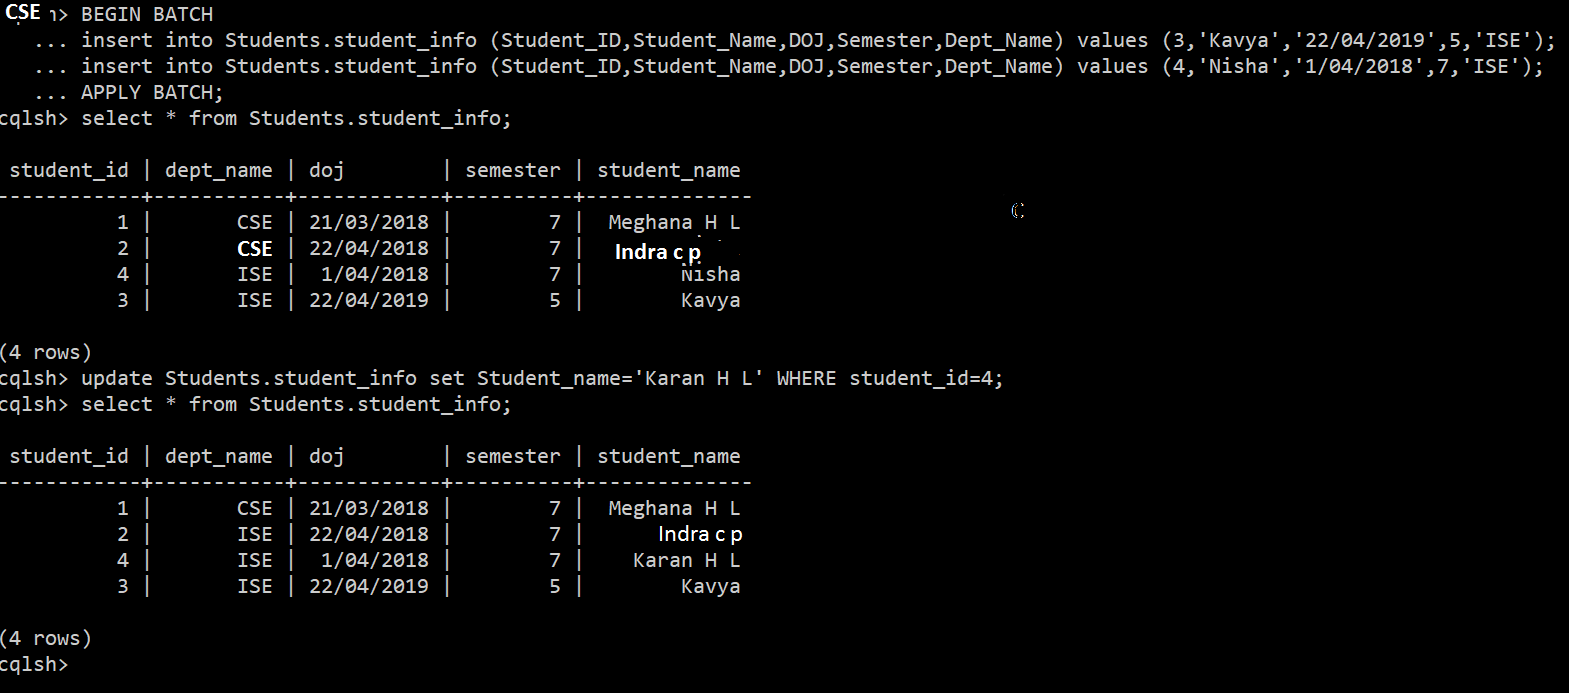 CSE h> BEGIN BATCH
... insert into Students.student_info (Student_ID,Student_Name,DOJ,Semester,Dept_Name) values (3,'Kavya','22/04/2019',5,'ISE');
... insert into Students.student_info (Student_ID,Student_Name,DOJ,Semester,Dept_Name) values (4,'Nisha','1/04/2018',7,'ISE');
... APPLY BATCH;
cqlsh> select * from Students.student_info;
student_id | dept_name | doj | semester | student_name
------------+-----------+------------+----------+--------------
1 | CSE | 21/03/2018 | 7 | Meghana H L
2 | CSE | 22/04/2018 | 7 | Indra c p
4 | ISE | 1/04/2018 | 7 | Nisha
3 | ISE | 22/04/2019 | 5 | Kavya
(4 rows)
cqlsh> update Students.student_info set Student_name='Karan H L' WHERE student_id=4;
cqlsh> select * from Students.student_info;
student_id | dept_name | doj | semester | student_name
------------+-----------+------------+----------+--------------
1 | CSE | 21/03/2018 | 7 | Meghana H L
2 | ISE | 22/04/2018 | 7 | Indra c p
4 | ISE | 1/04/2018 | 7 | Karan H L
3 | ISE | 22/04/2019 | 5 | Kavya
(4 rows)
cqlsh>